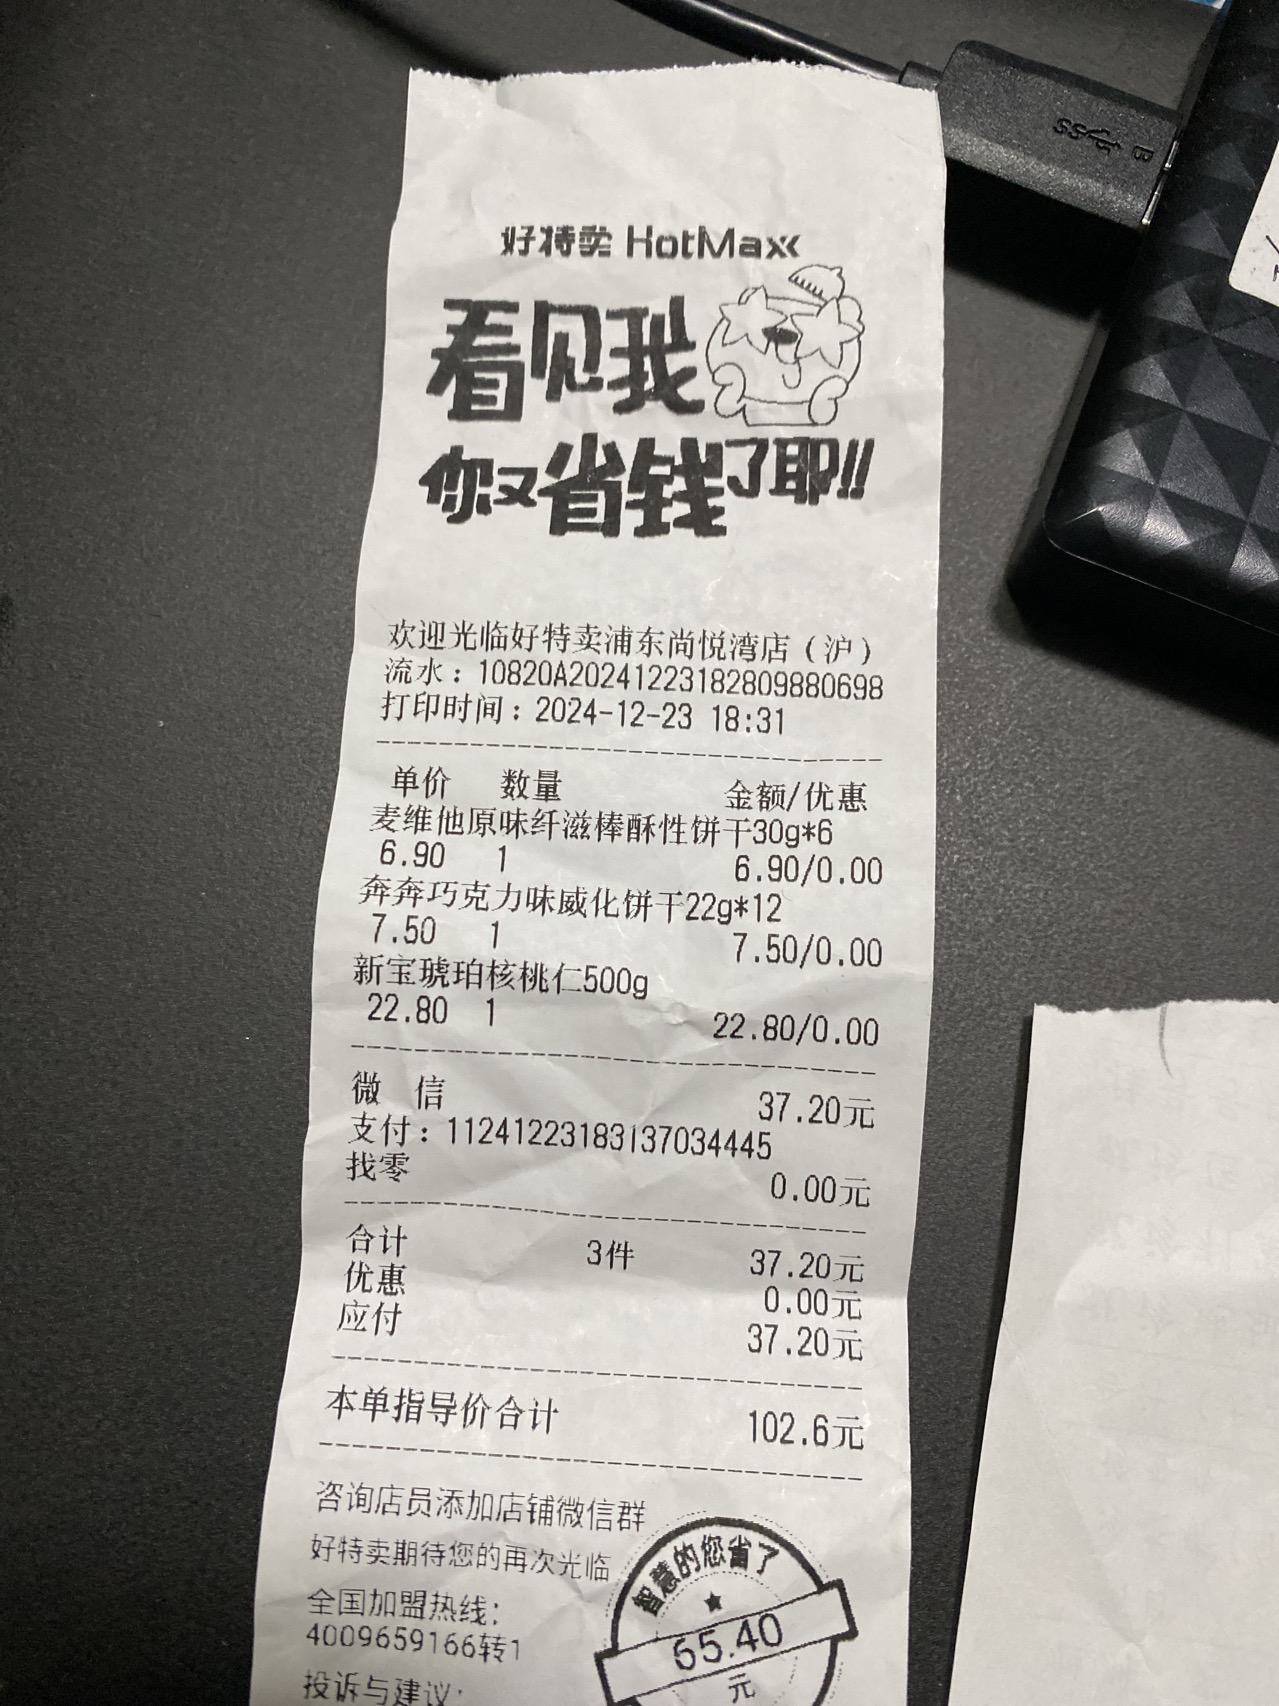 好特卖 HotMaxx
看见我
你又省钱了耶!!
欢迎光临好特卖浦东尚悦湾店（沪）
流水：10820A20241223182809880698
打印时间：2024-12-23 18:31
单价 数量 金额/优惠
麦维他原味纤滋棒酥性饼干30g*6
6.90 1 6.90/0.00
奔奔巧克力味威化饼干22g*12
7.50 1 7.50/0.00
新宝琥珀核桃仁500g
22.80 1 22.80/0.00
微 信 37.20元
支付：11241223183137034445
找零 0.00元
合计 3件 37.20元
优惠 0.00元
应付 37.20元
本单指导价合计 102.6元
咨询店员添加店铺微信群
好特卖期待您的再次光临
全国加盟热线：
4009659166转1
投诉与建议：
智慧的您省了
65.40
元
SS
B